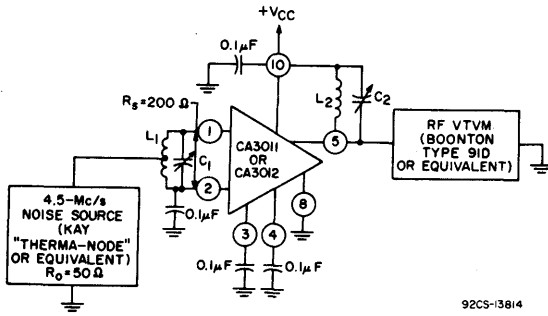 +VCC
0.1µF
10
RS=200 Ω
L1
C1
1
2
CA3011
OR
CA3012
L2
C2
5
RF VTVM
(BOONTON
TYPE 91D
OR EQUIVALENT)
8
3
4
0.1µF
0.1µF
0.1µF
4.5-Mc/s
NOISE SOURCE
(KAY
"THERMA-NODE"
OR EQUIVALENT)
RO=50Ω
92CS-13814